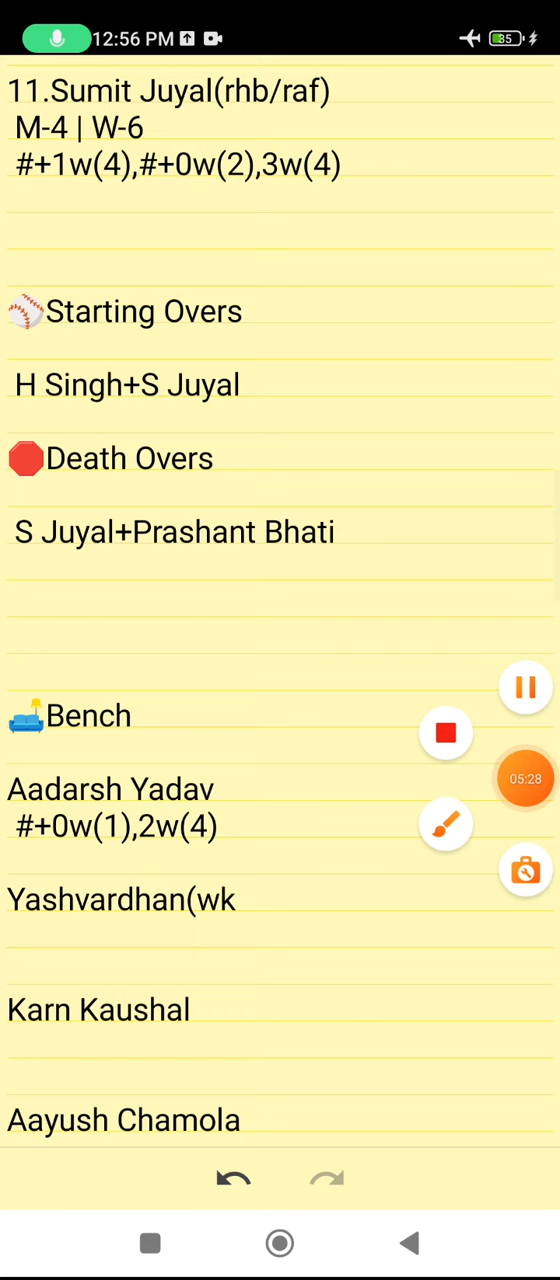 12:56 PM
35
11.Sumit Juyal(rhb/raf)
M-4 | W-6
#+1w(4),#+0w(2),3w(4)
Starting Overs
H Singh+S Juyal
Death Overs
S Juyal+Prashant Bhati
Bench
05:28
Aadarsh Yadav
#+0w(1),2w(4)
Yashvardhan(wk
Karn Kaushal
Aayush Chamola